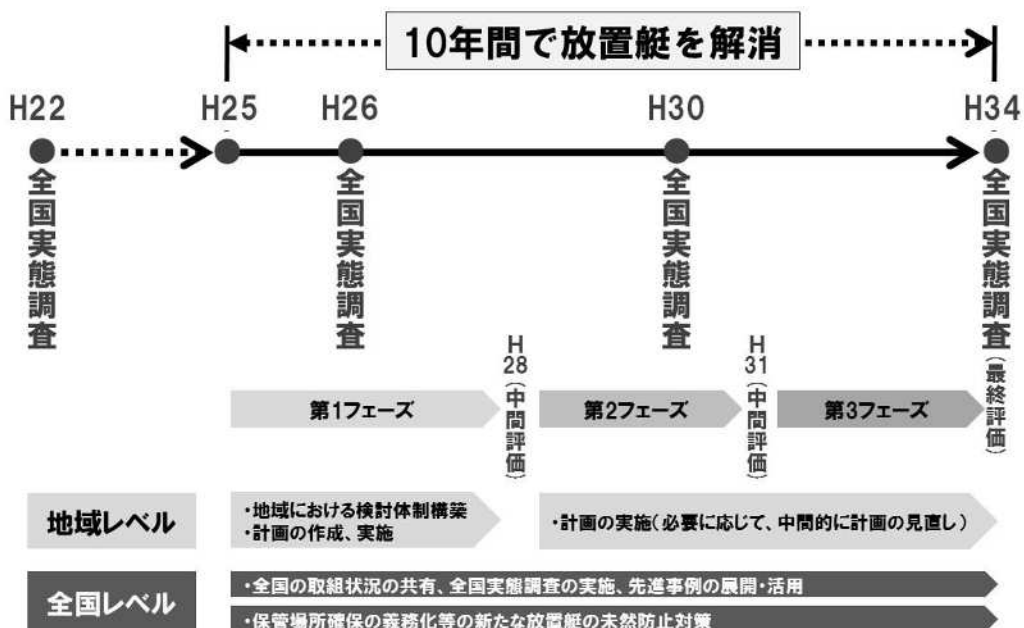 10年間で放置艇を解消
H22
H25
H26
H30
H34
全国実態調査
全国実態調査
全国実態調査
全国実態調査(最終評価)
H28(中間評価)
H31(中間評価)
第1フェーズ
第2フェーズ
第3フェーズ
地域レベル
・地域における検討体制構築
・計画の作成、実施
・計画の実施(必要に応じて、中間的に計画の見直し)
全国レベル
・全国の取組状況の共有、全国実態調査の実施、先進事例の展開・活用
・保管場所確保の義務化等の新たな放置艇の未然防止対策